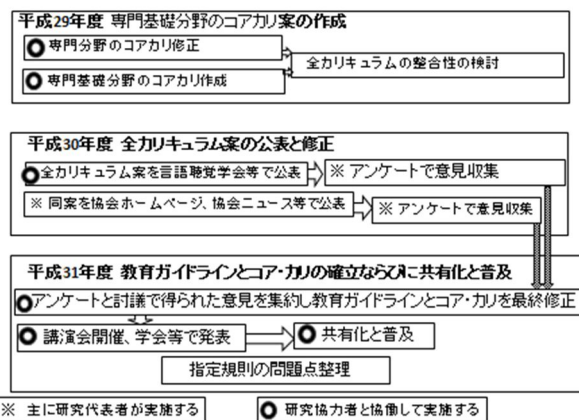 平成29年度 専門基礎分野のコアカリ案の作成
◎専門分野のコアカリ修正
全カリキュラムの整合性の検討
◎専門基礎分野のコアカリ作成
平成30年度 全カリキュラム案の公表と修正
◎全カリキュラム案を言語聴覚学会等で公表
※ アンケートで意見収集
※ 同案を協会ホームページ、協会ニュース等で公表
※ アンケートで意見収集
平成31年度 教育ガイドラインとコア・カリの確立ならびに共有化と普及
◎アンケートと討議で得られた意見を集約し教育ガイドラインとコア・カリを最終修正
◎ 講演会開催、学会等で発表
◎ 共有化と普及
指定規則の問題点整理
※ 主に研究代表者が実施する
◎ 研究協力者と協働して実施する